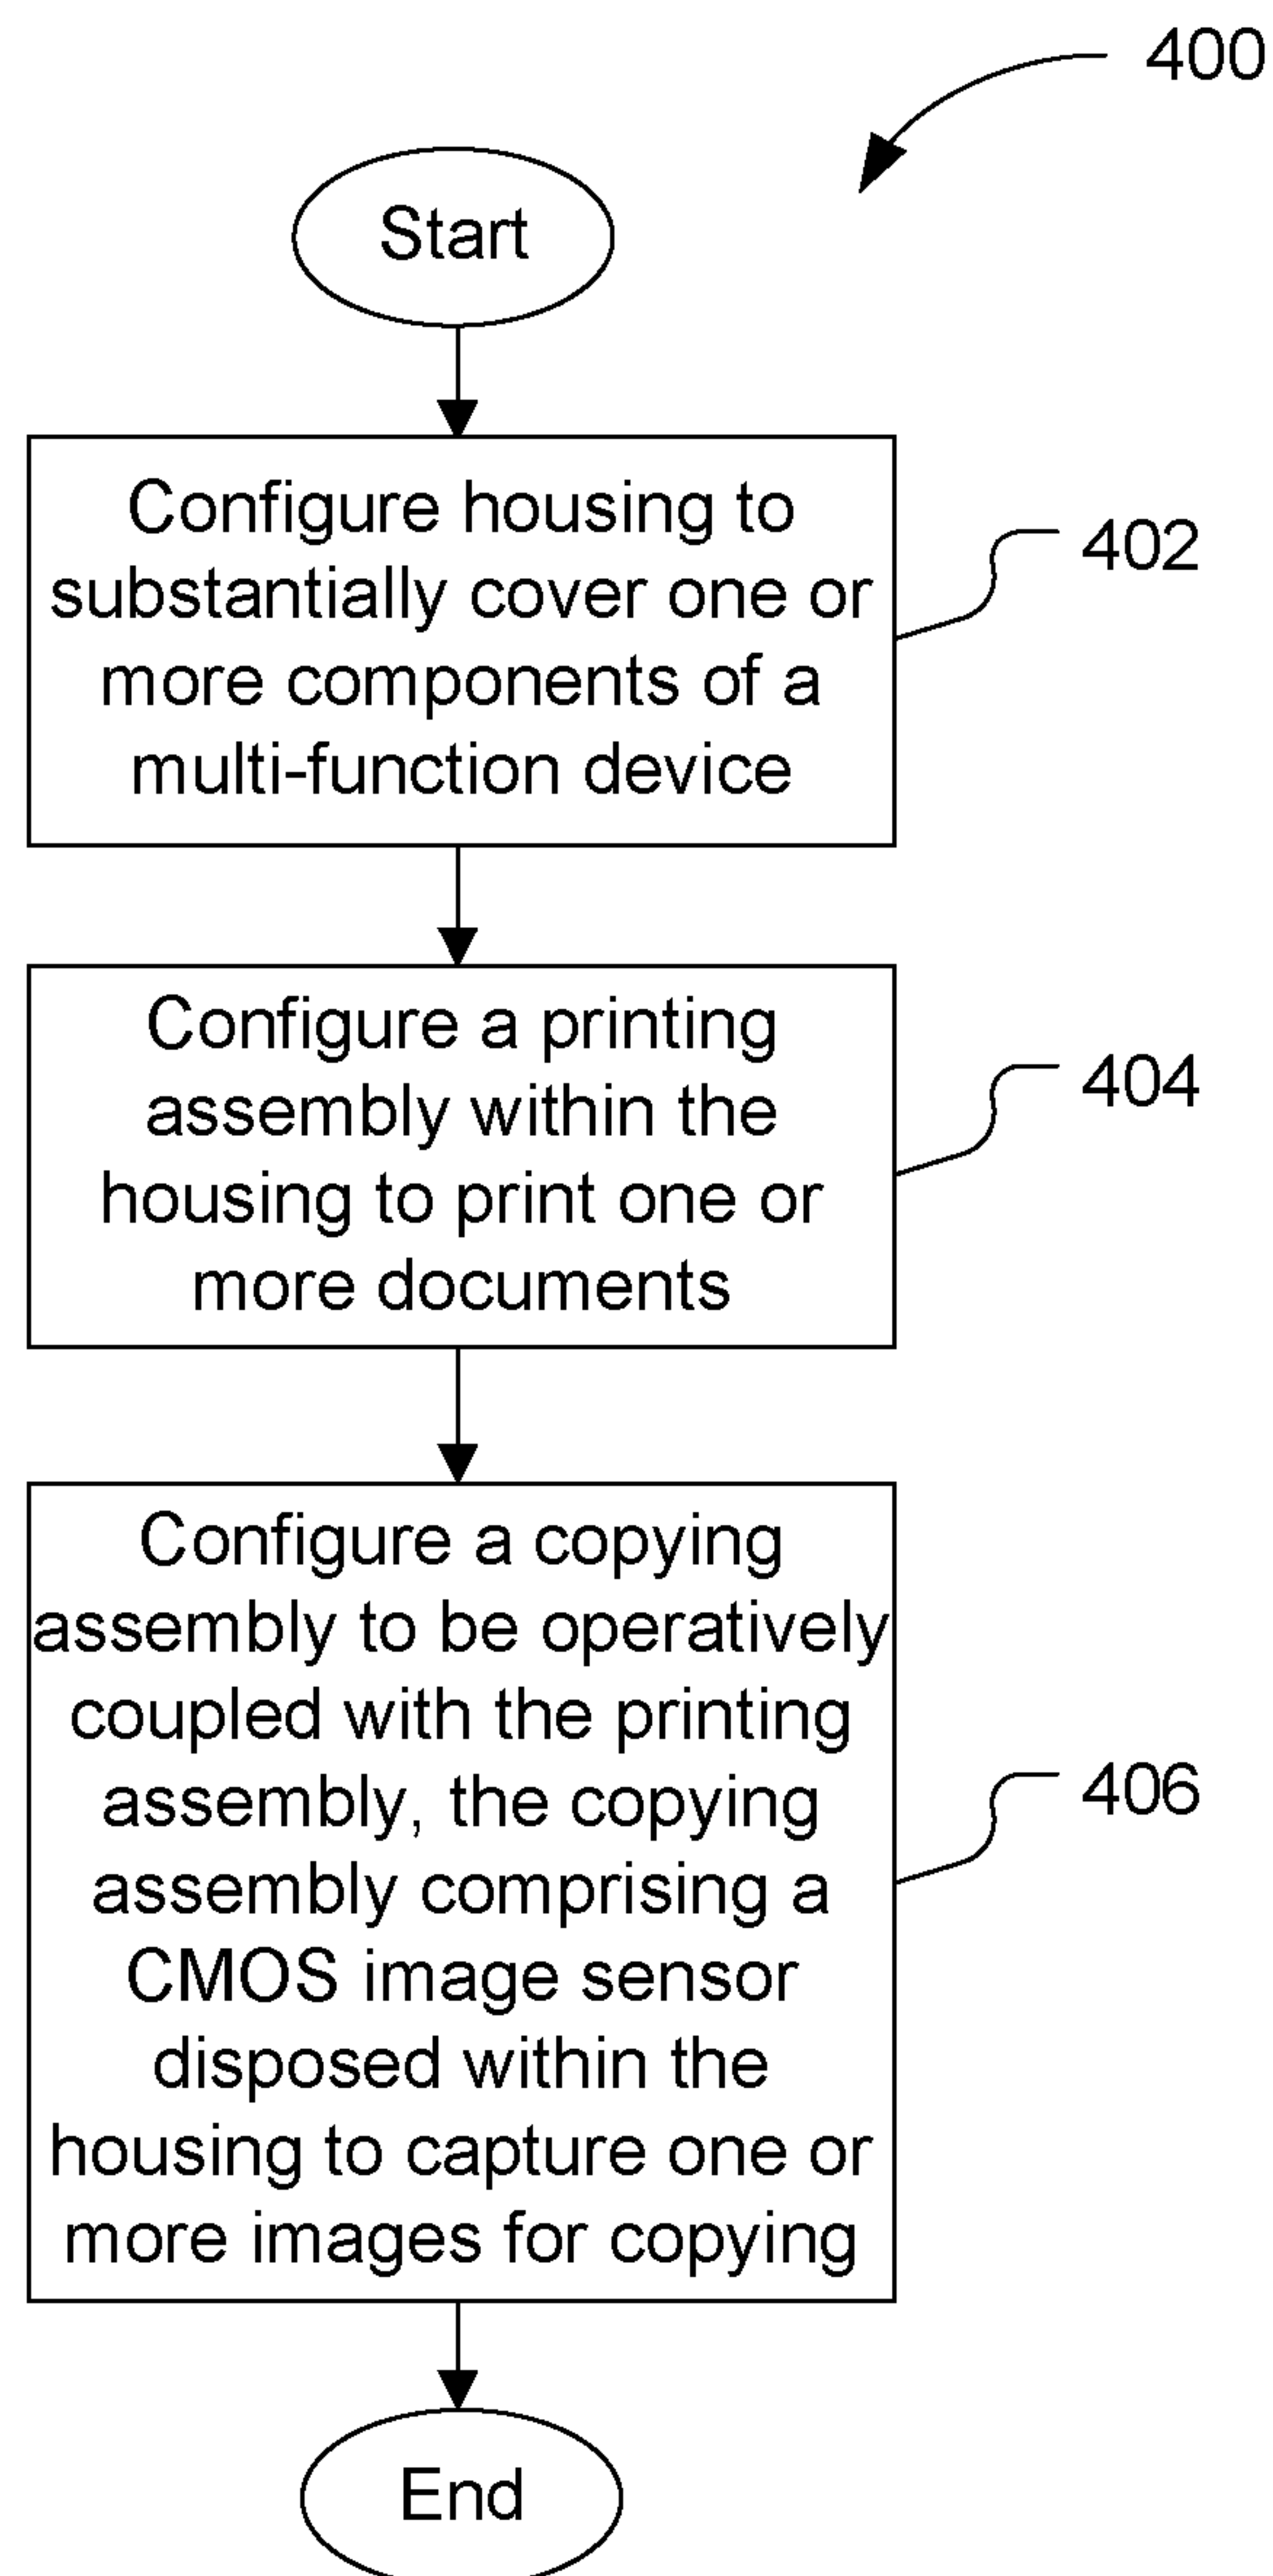 400
Start
Configure housing to
substantially cover one or
more components of a
multi-function device
402
Configure a printing
assembly within the
housing to print one or
more documents
404
Configure a copying
assembly to be operatively
coupled with the printing
assembly, the copying
assembly comprising a
CMOS image sensor
disposed within the
housing to capture one or
more images for copying
406
End